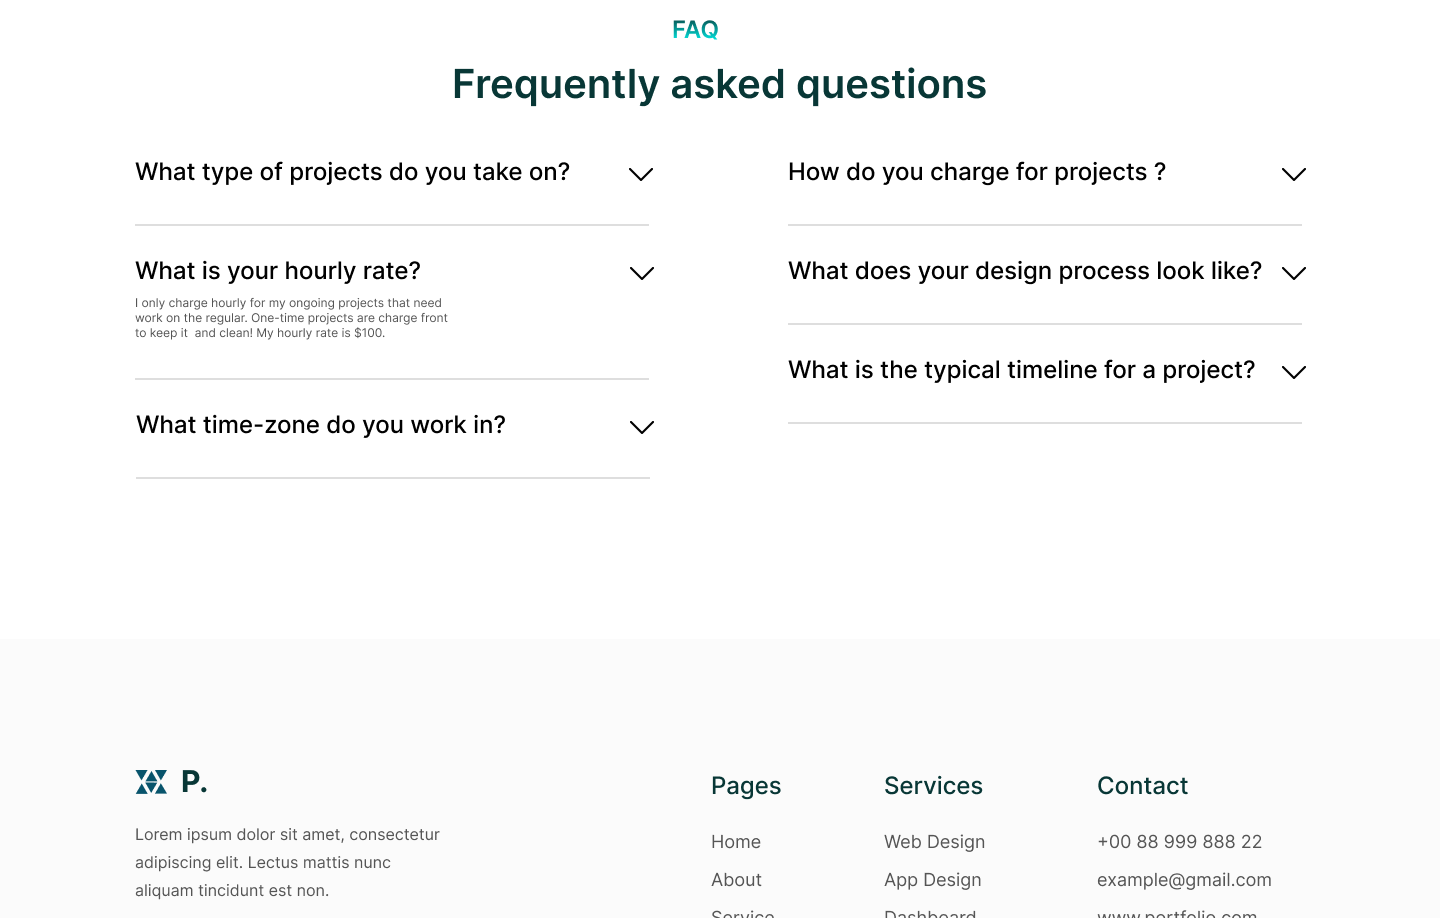 FAQ
Frequently asked questions
What type of projects do you take on?
What is your hourly rate?
I only charge hourly for my ongoing projects that need
work on the regular. One-time projects are charge front
to keep it  and clean! My hourly rate is $100.
What time-zone do you work in?
How do you charge for projects ?
What does your design process look like?
What is the typical timeline for a project?
P.
Lorem ipsum dolor sit amet, consectetur
adipiscing elit. Lectus mattis nunc
aliquam tincidunt est non.
Pages
Home
About
Service
Services
Web Design
App Design
Dashboard
Contact
+00 88 999 888 22
example@gmail.com
www.portfolio.com